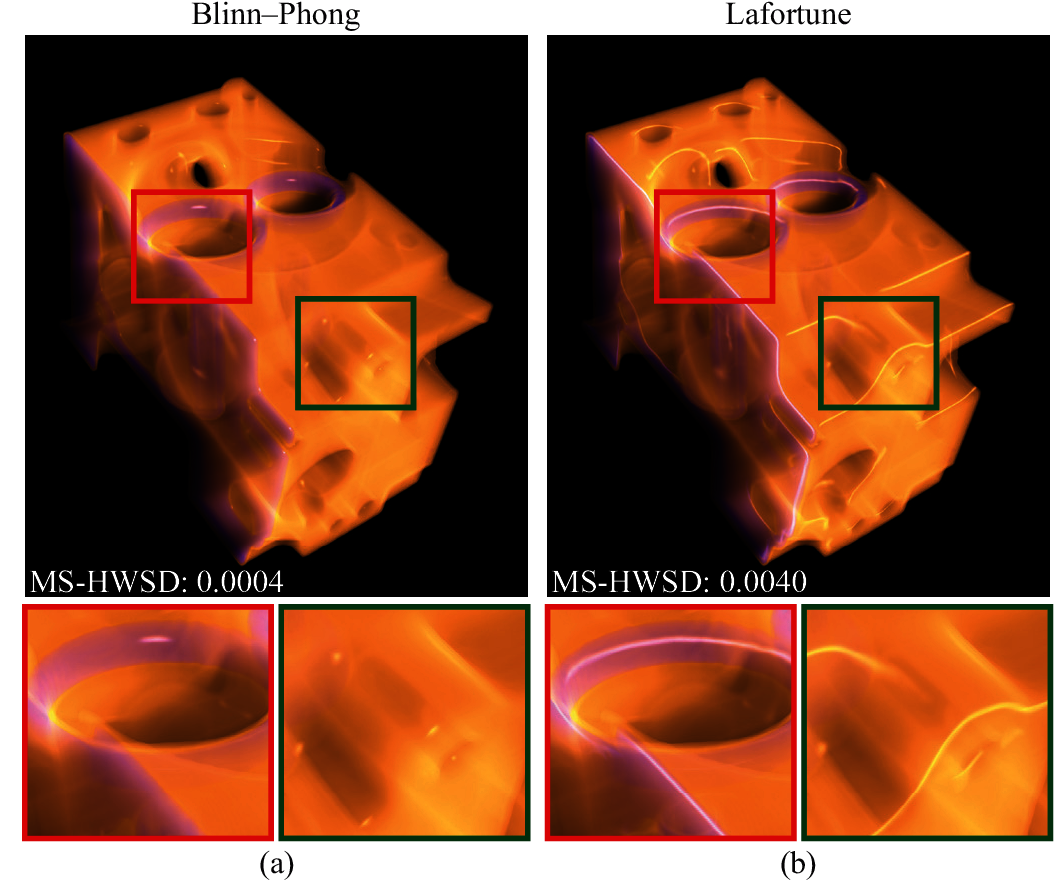 Blinn–Phong
Lafortune
MS-HWSD: 0.0004
MS-HWSD: 0.0040
(a)
(b)